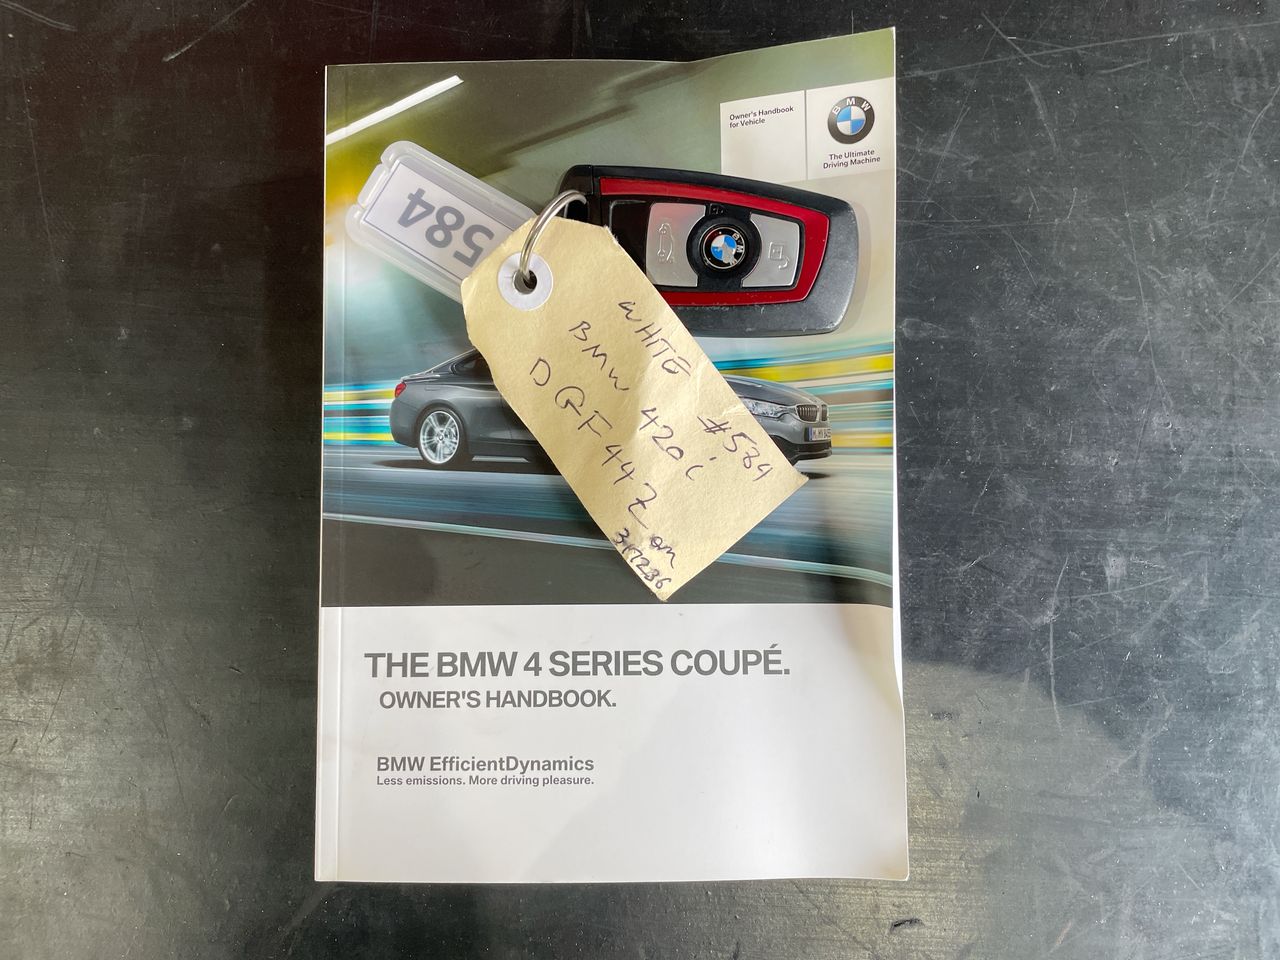 Owner's Handbook
for Vehicle
BMW
The Ultimate
Driving Machine
584
BMW
WHITE
BMW 420i #584
DGF44Z
THE BMW 4 SERIES COUPÉ.
OWNER'S HANDBOOK.
BMW EfficientDynamics
Less emissions. More driving pleasure.